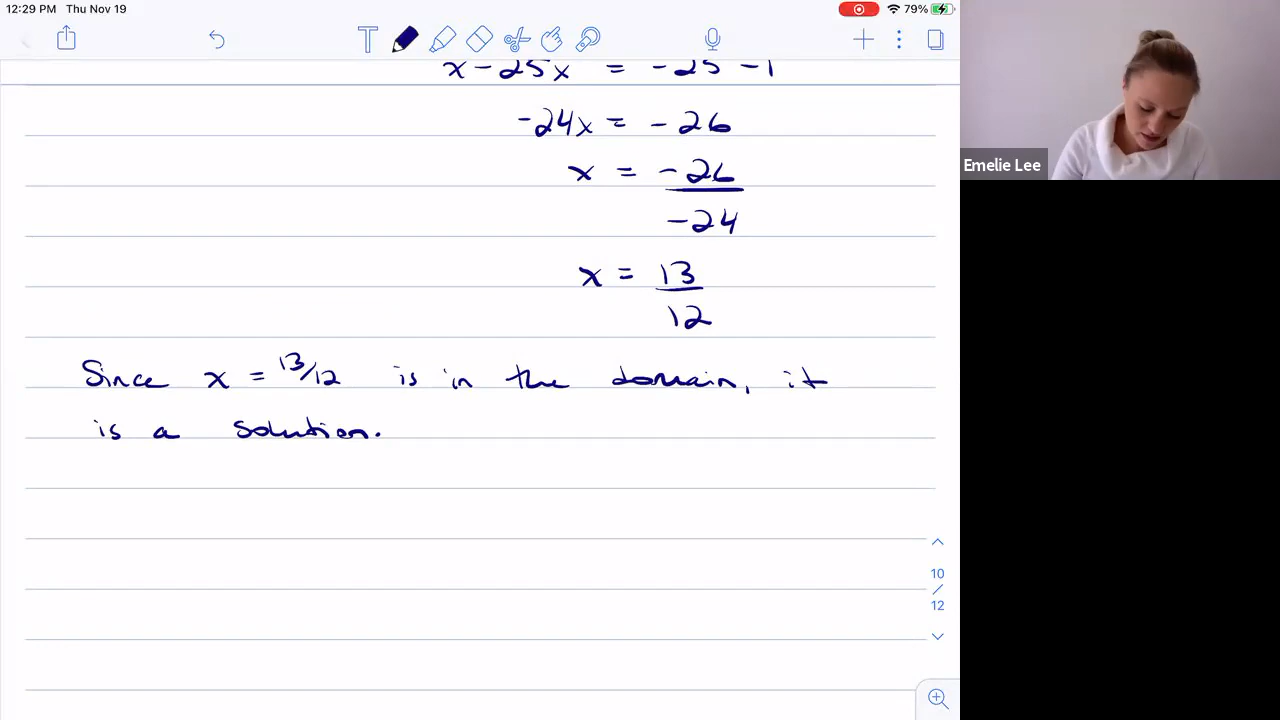 12:29 PM Thu Nov 19
79%
x - 25x = -25 - 1
-24x = -26
x = -26
-24
x = 13
12
Since x = 13/12 is in the domain, it
is a solution.
Emelie Lee
10
/
12